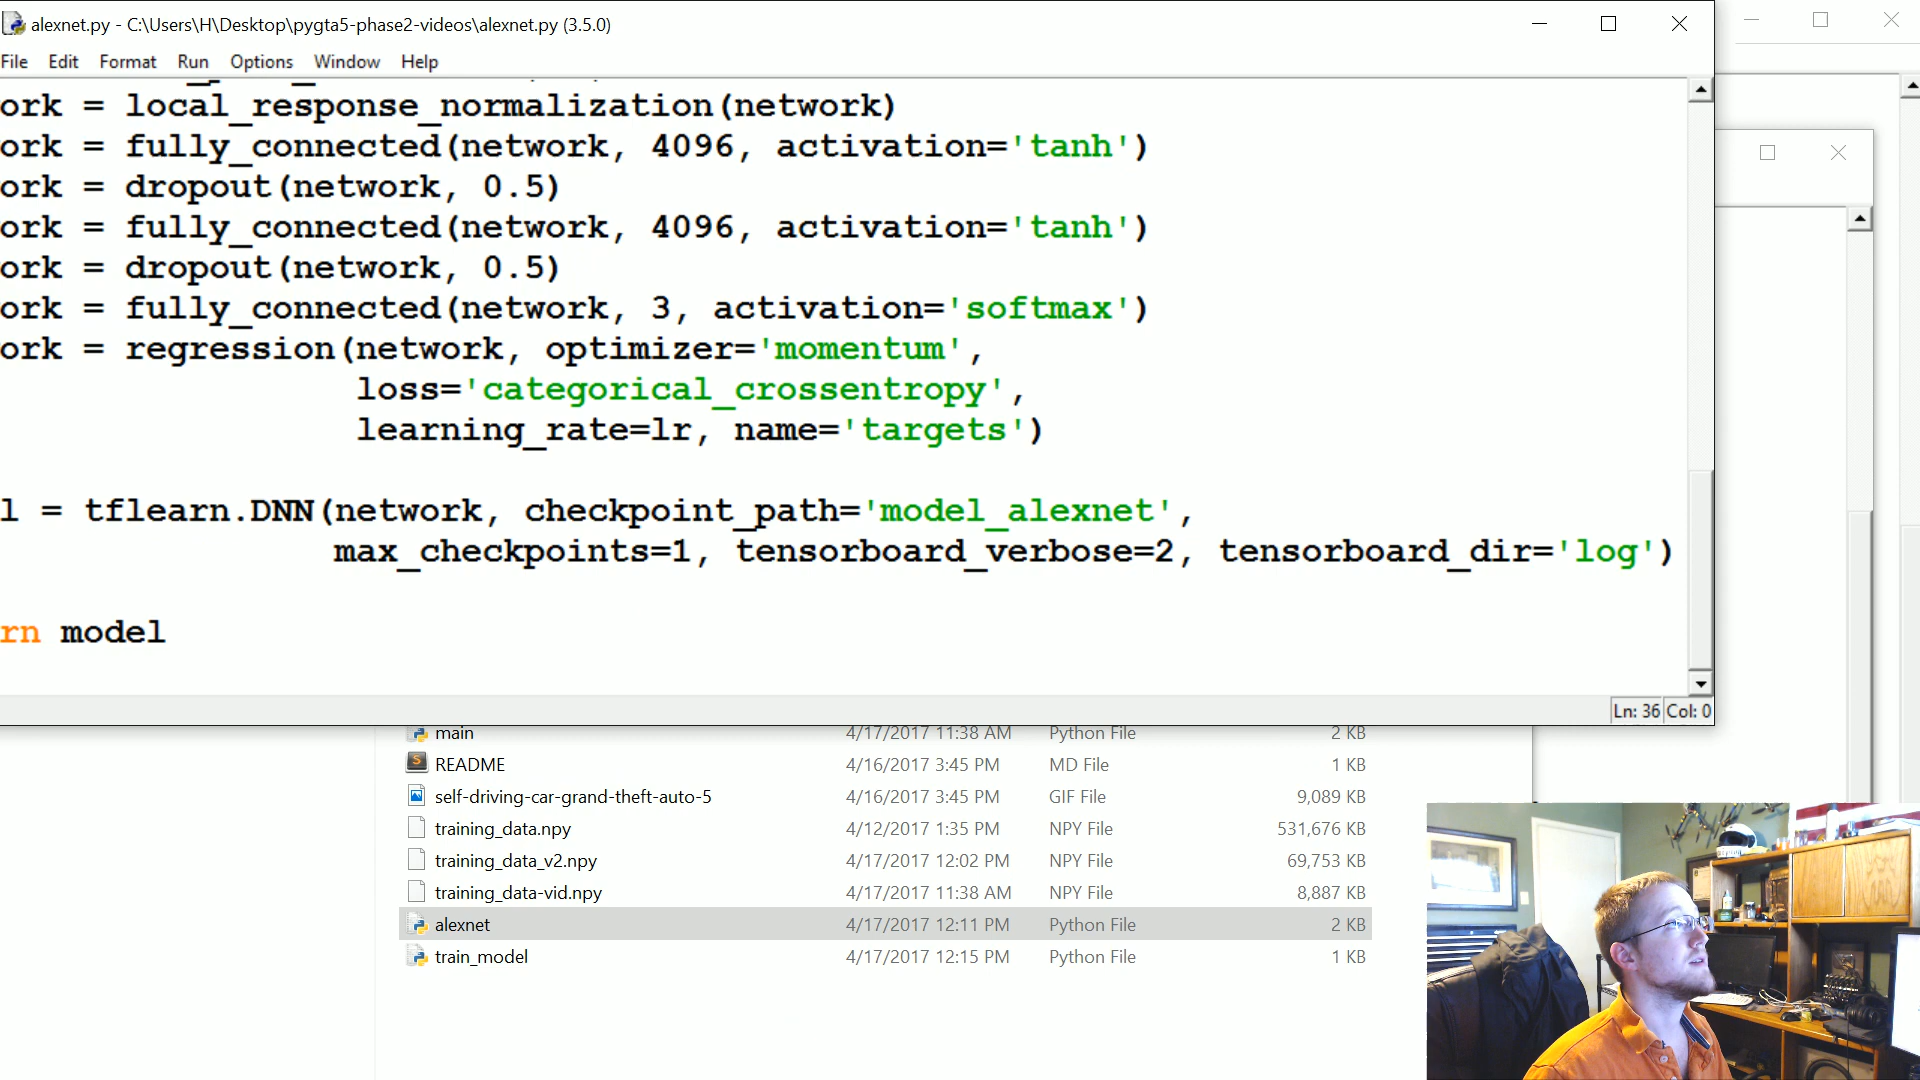 alexnet.py - C:\Users\H\Desktop\pygta5-phase2-videos\alexnet.py (3.5.0)
File Edit Format Run Options Window Help
ork = local_response_normalization(network)
ork = fully_connected(network, 4096, activation='tanh')
ork = dropout(network, 0.5)
ork = fully_connected(network, 4096, activation='tanh')
ork = dropout(network, 0.5)
ork = fully_connected(network, 3, activation='softmax')
ork = regression(network, optimizer='momentum',
loss='categorical_crossentropy',
learning_rate=lr, name='targets')
l = tflearn.DNN(network, checkpoint_path='model_alexnet',
max_checkpoints=1, tensorboard_verbose=2, tensorboard_dir='log')
rn model
Ln: 36 Col: 0
main 4/17/2017 11:38 AM Python File 2 KB
README 4/16/2017 3:45 PM MD File 1 KB
self-driving-car-grand-theft-auto-5 4/16/2017 3:45 PM GIF File 9,089 KB
training_data.npy 4/12/2017 1:35 PM NPY File 531,676 KB
training_data_v2.npy 4/17/2017 12:02 PM NPY File 69,753 KB
training_data-vid.npy 4/17/2017 11:38 AM NPY File 8,887 KB
alexnet 4/17/2017 12:11 PM Python File 2 KB
train_model 4/17/2017 12:15 PM Python File 1 KB